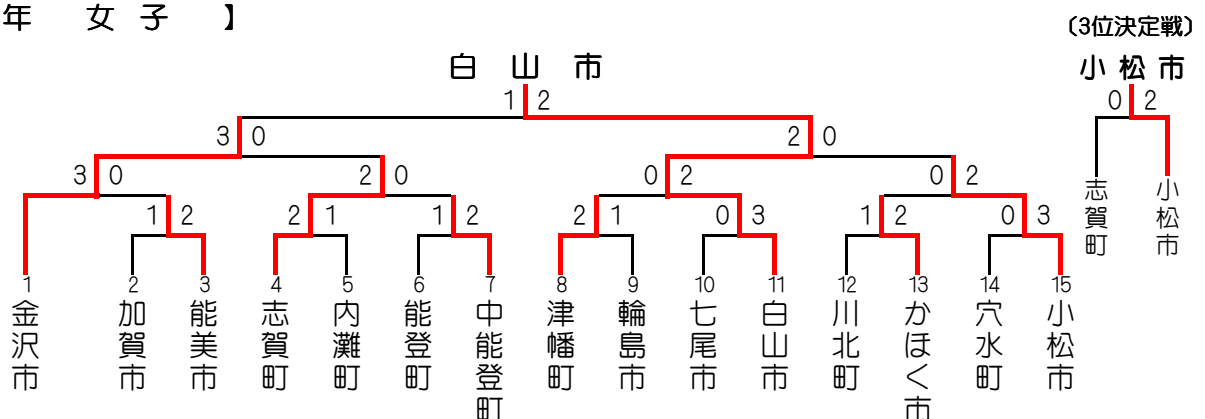 年 女 子 】
（3位決定戦）
白 山 市
小 松 市
1 2
0 2
3 0
2 0
3 0
2 0
0 2
0 2
志賀町
小松市
1 2
2 1
1 2
2 1
0 3
1 2
0 3
1 2 3 4 5 6 7 8 9 10 11 12 13 14 15
金沢市
加賀市
能美市
志賀町
内灘町
能登町
中能登町
津幡町
輪島市
七尾市
白山市
川北町
かほく市
穴水町
小松市